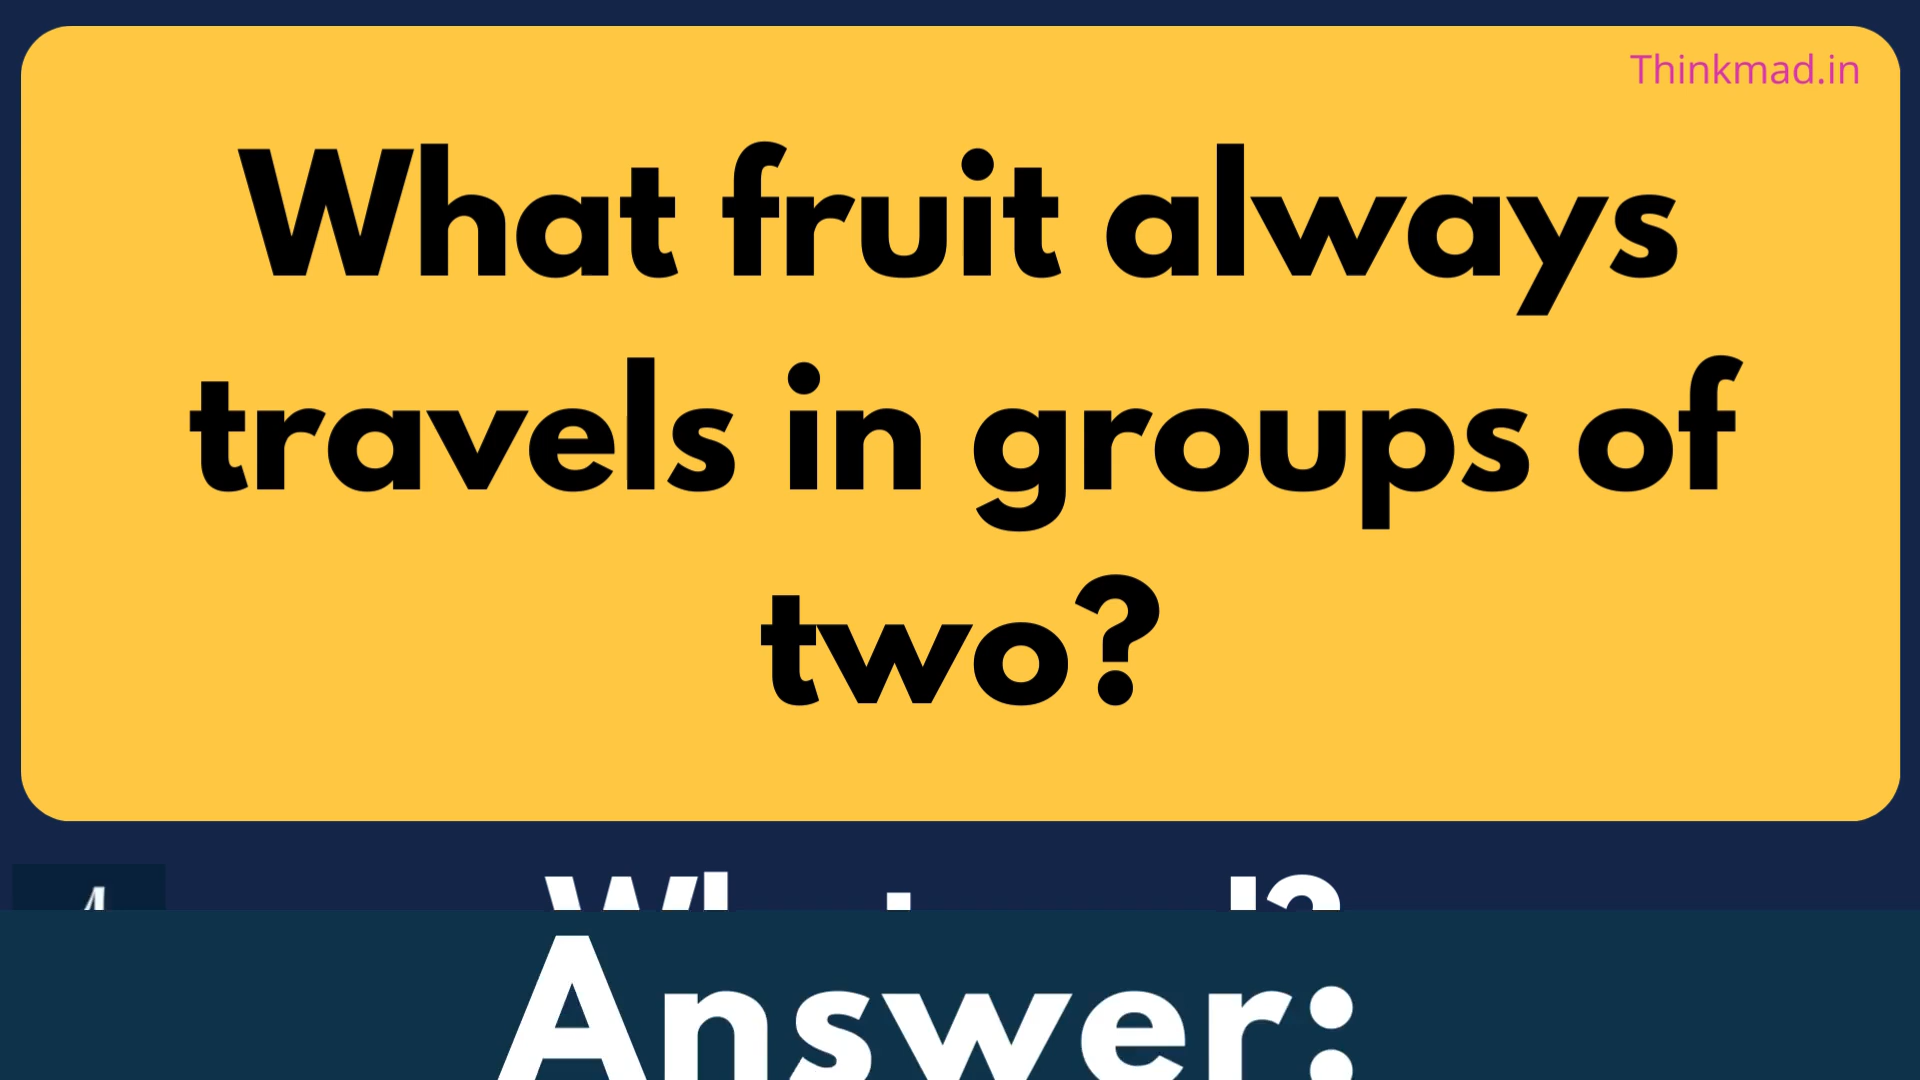 Thinkmad.in
What fruit always
travels in groups of
two?
Answer: